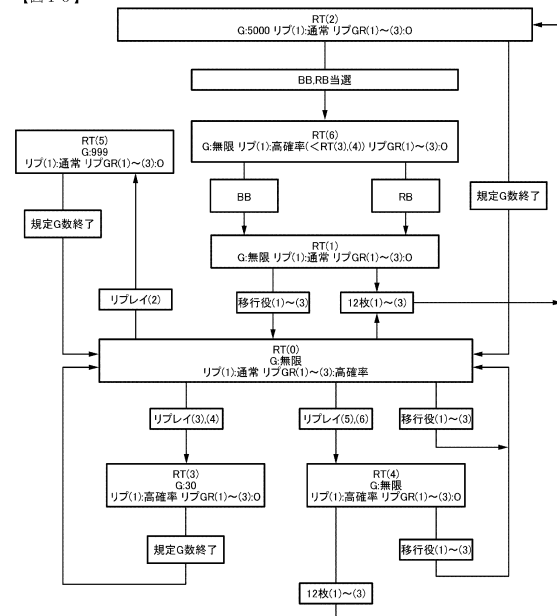 RT(2)
G:5000 リプ(1):通常 リプGR(1)～(3):0
BB,RB当選
RT(6)
G:無限 リプ(1):高確率(<RT(3),(4)) リプGR(1)～(3):0
RT(5)
G:999
リプ(1):通常 リプGR(1)～(3):0
BB
RB
規定G数終了
規定G数終了
RT(1)
G:無限 リプ(1):通常 リプGR(1)～(3):0
リプレイ(2)
移行役(1)～(3)
12枚(1)～(3)
RT(0)
G:無限
リプ(1):通常 リプGR(1)～(3):高確率
リプレイ(3),(4)
リプレイ(5),(6)
移行役(1)～(3)
RT(3)
G:30
リプ(1):高確率 リプGR(1)～(3):0
RT(4)
G:無限
リプ(1):高確率 リプGR(1)～(3):0
規定G数終了
移行役(1)～(3)
12枚(1)～(3)